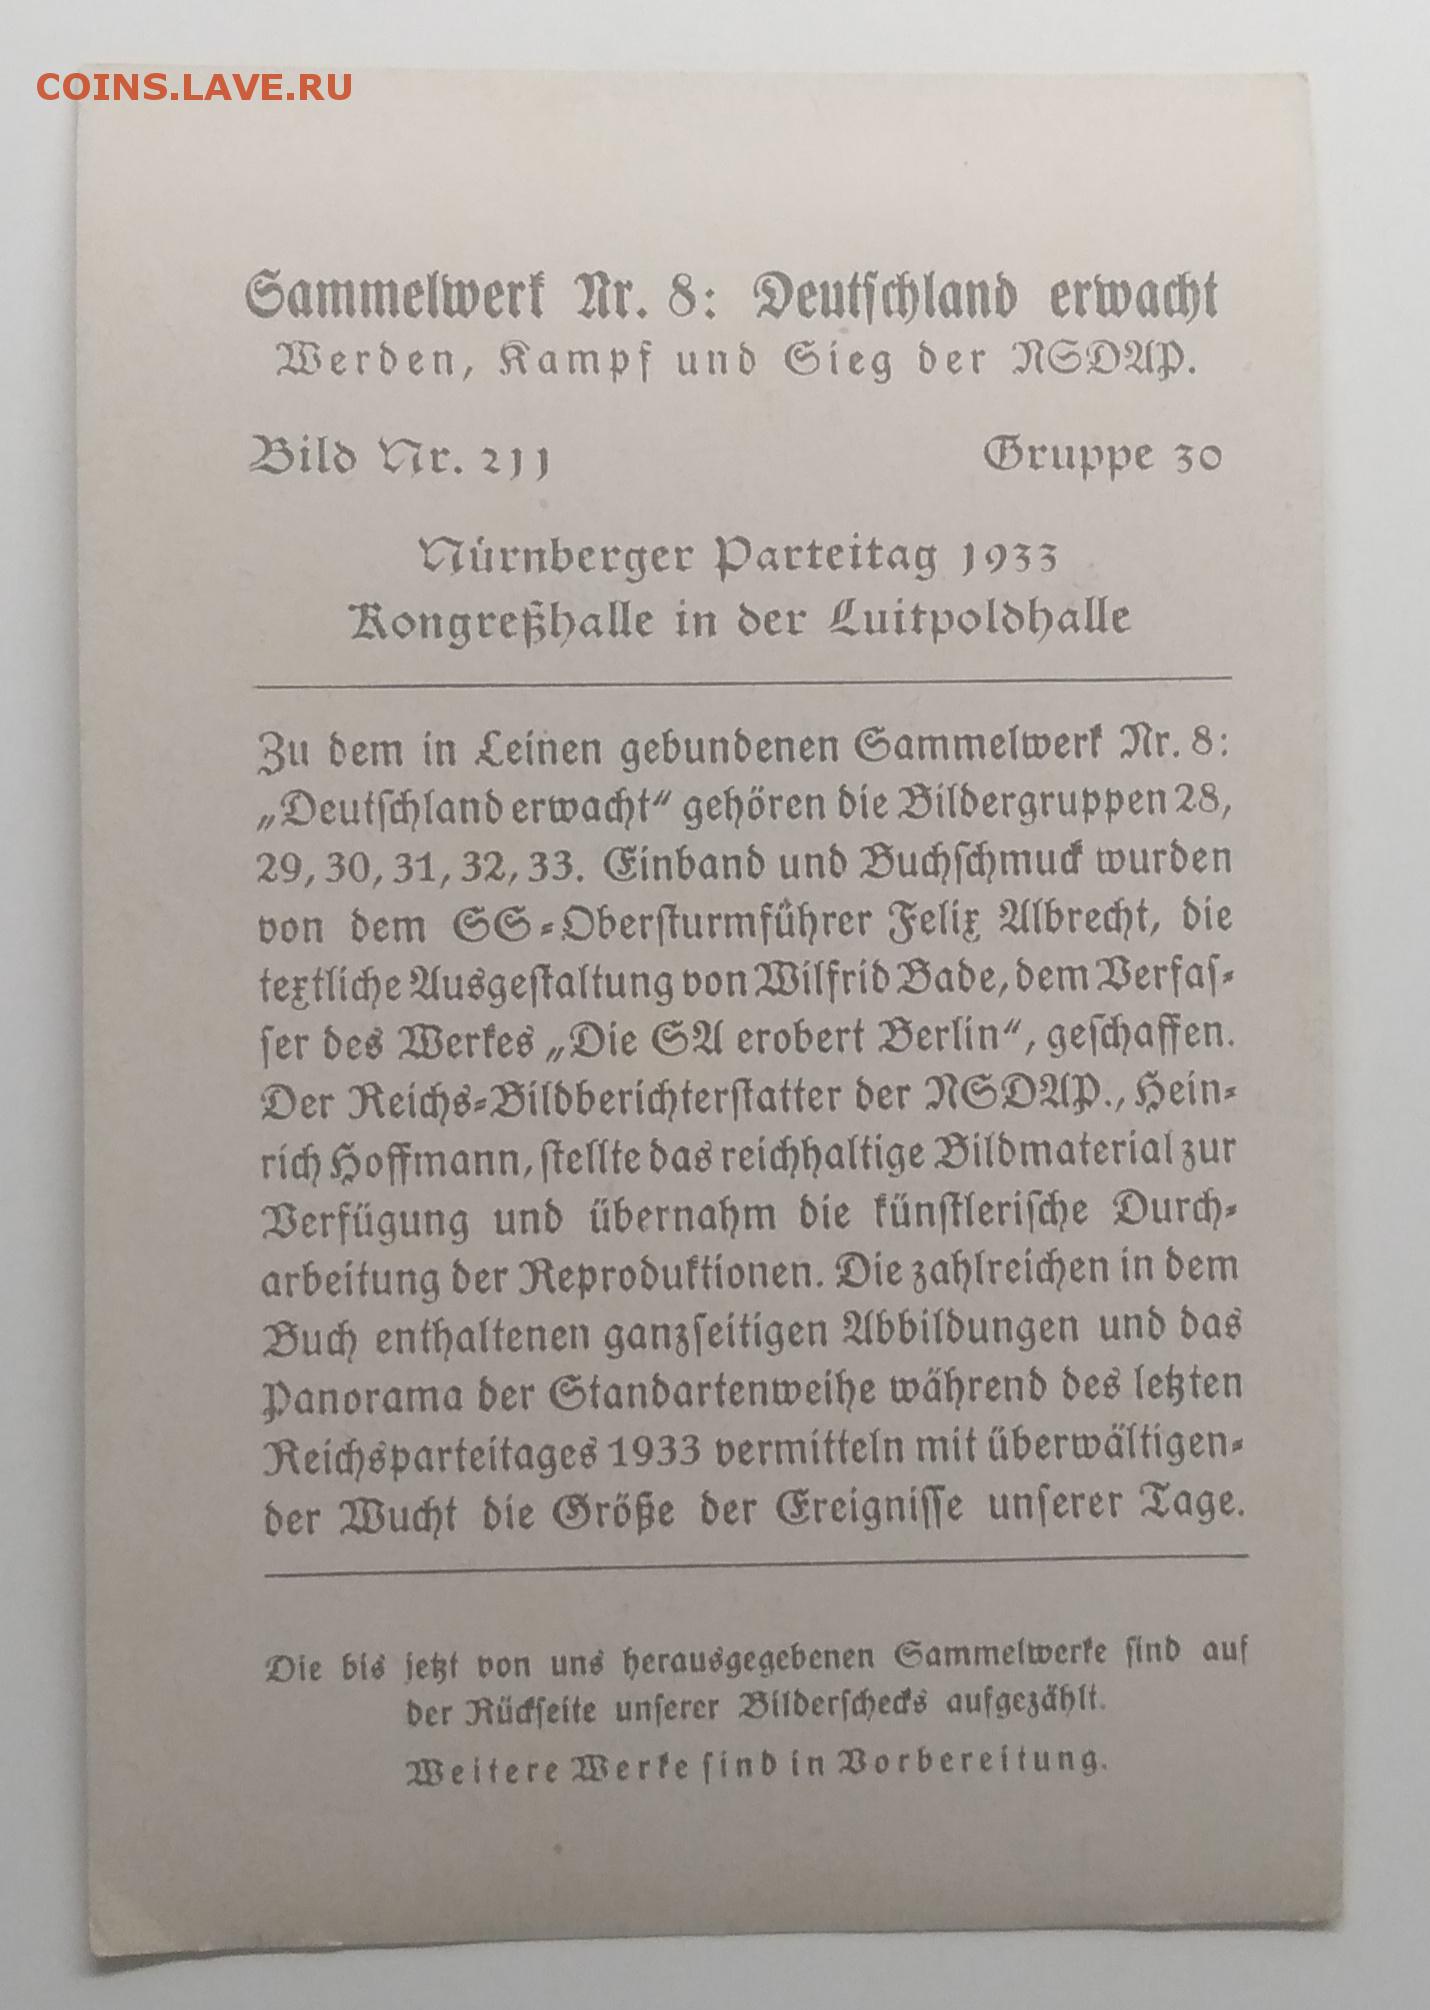 COINS.LAVE.RU
Sammelwerk Nr. 8: Deutschland erwacht
Werden, Kampf und Sieg der NSDAP.
Bild Nr. 211 Gruppe 30
Nürnberger Parteitag 1933
Kongreßhalle in der Luitpoldhalle
Zu dem in Leinen gebundenen Sammelwerk Nr. 8:
„Deutschland erwacht“ gehören die Bildergruppen 28,
29, 30, 31, 32, 33. Einband und Buchschmuck wurden
von dem SS-Obersturmführer Felix Albrecht, die
textliche Ausgestaltung von Wilfrid Bade, dem Verfas-
ser des Werkes „Die SA erobert Berlin“, geschaffen.
Der Reichs-Bildberichterstatter der NSDAP., Hein-
rich Hoffmann, stellte das reichhaltige Bildmaterial zur
Verfügung und übernahm die künstlerische Durch-
arbeitung der Reproduktionen. Die zahlreichen in dem
Buch enthaltenen ganzseitigen Abbildungen und das
Panorama der Standartenweihe während des letzten
Reichsparteitages 1933 vermitteln mit überwältigen-
der Wucht die Größe der Ereignisse unserer Tage.
Die bis jetzt von uns herausgegebenen Sammelwerke sind auf
der Rückseite unserer Bilderschecks aufgezählt.
Weitere Werke sind in Vorbereitung.